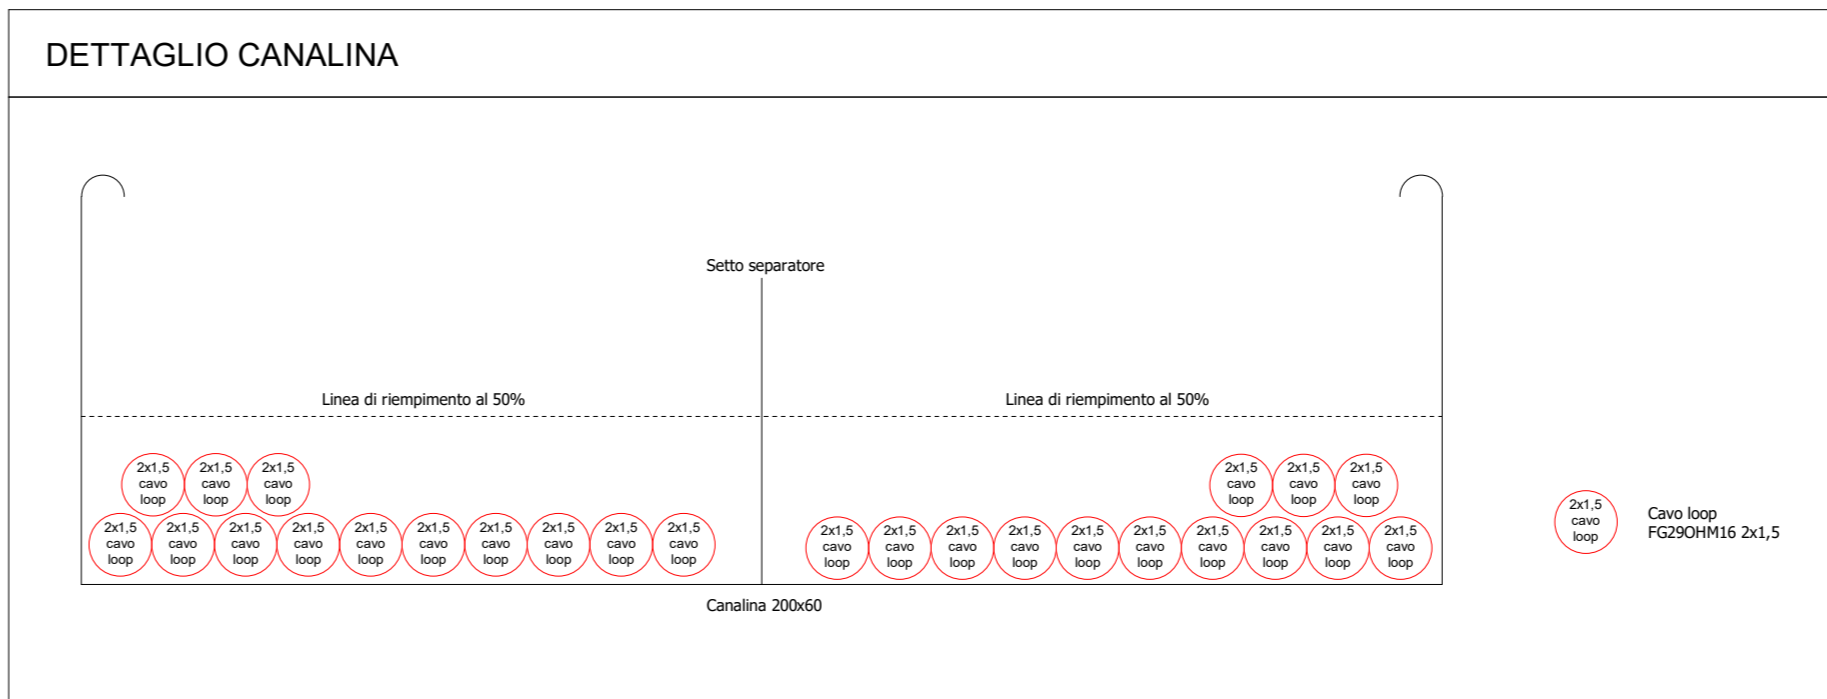 DETTAGLIO CANALINA
Setto separatore
Linea di riempimento al 50%
Linea di riempimento al 50%
2x1,5
cavo
loop
2x1,5
cavo
loop
2x1,5
cavo
loop
2x1,5
cavo
loop
2x1,5
cavo
loop
2x1,5
cavo
loop
2x1,5
cavo
loop
2x1,5
cavo
loop
2x1,5
cavo
loop
2x1,5
cavo
loop
2x1,5
cavo
loop
2x1,5
cavo
loop
2x1,5
cavo
loop
2x1,5
cavo
loop
2x1,5
cavo
loop
2x1,5
cavo
loop
2x1,5
cavo
loop
2x1,5
cavo
loop
2x1,5
cavo
loop
2x1,5
cavo
loop
2x1,5
cavo
loop
2x1,5
cavo
loop
2x1,5
cavo
loop
2x1,5
cavo
loop
2x1,5
cavo
loop
2x1,5
cavo
loop
2x1,5
cavo
loop
Cavo loop
FG29OHM16 2x1,5
Canalina 200x60